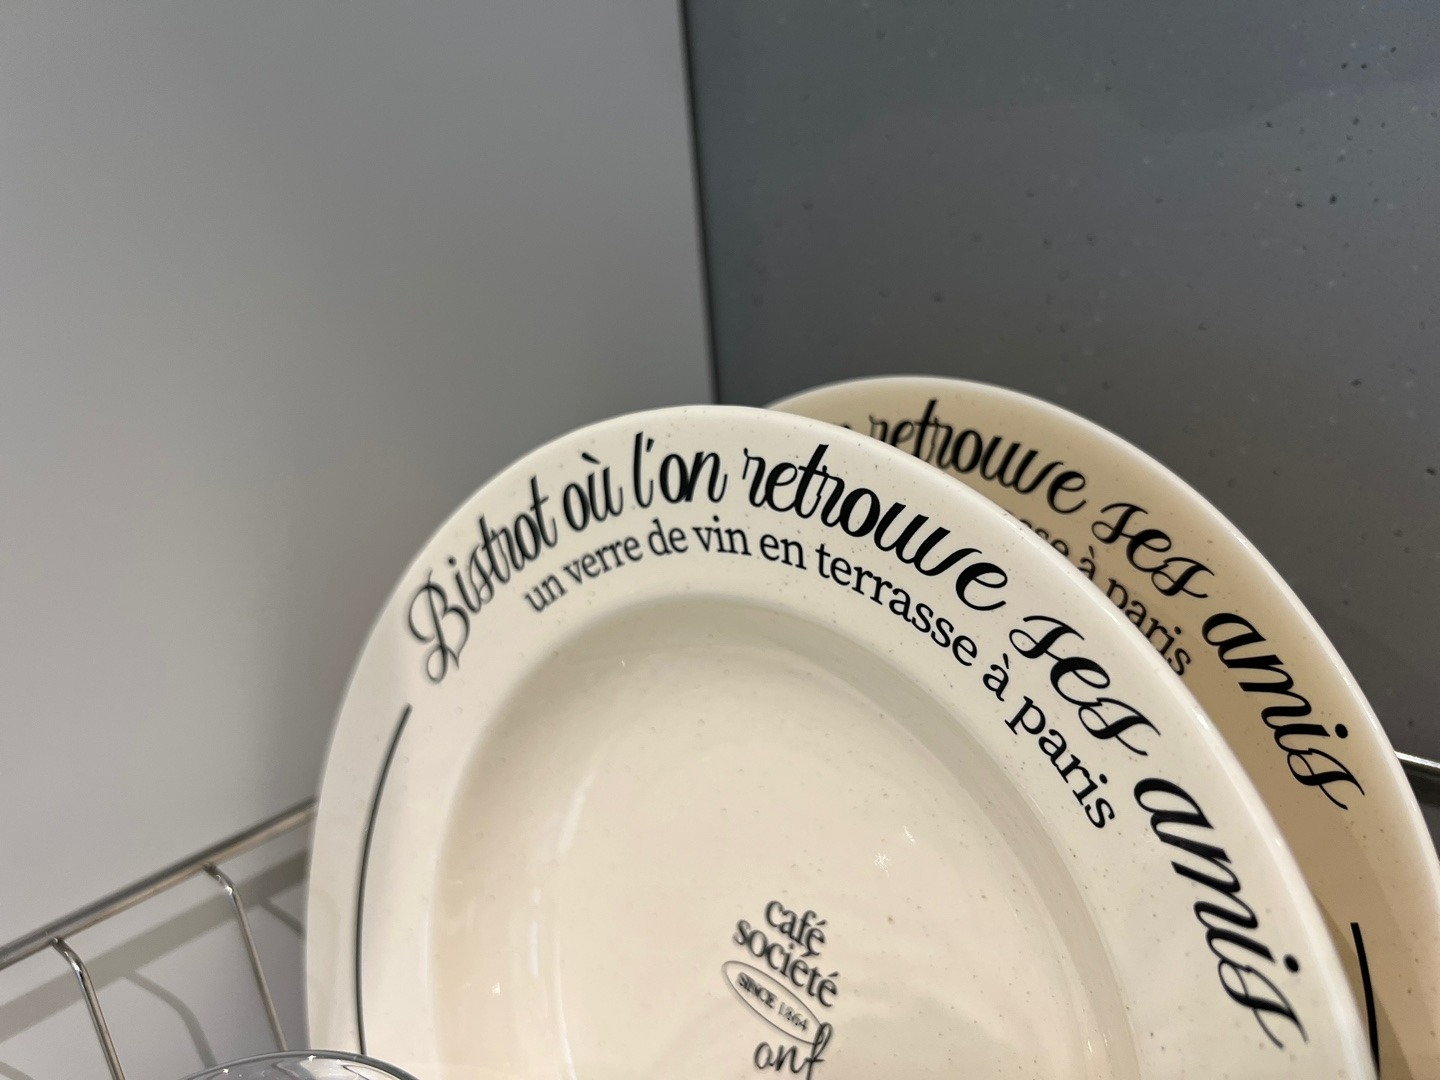 Bistrot où l'on retrouve ses amis
un verre de vin en terrasse à paris
café
société
SINCE 1864
retrouve ses amis
à paris